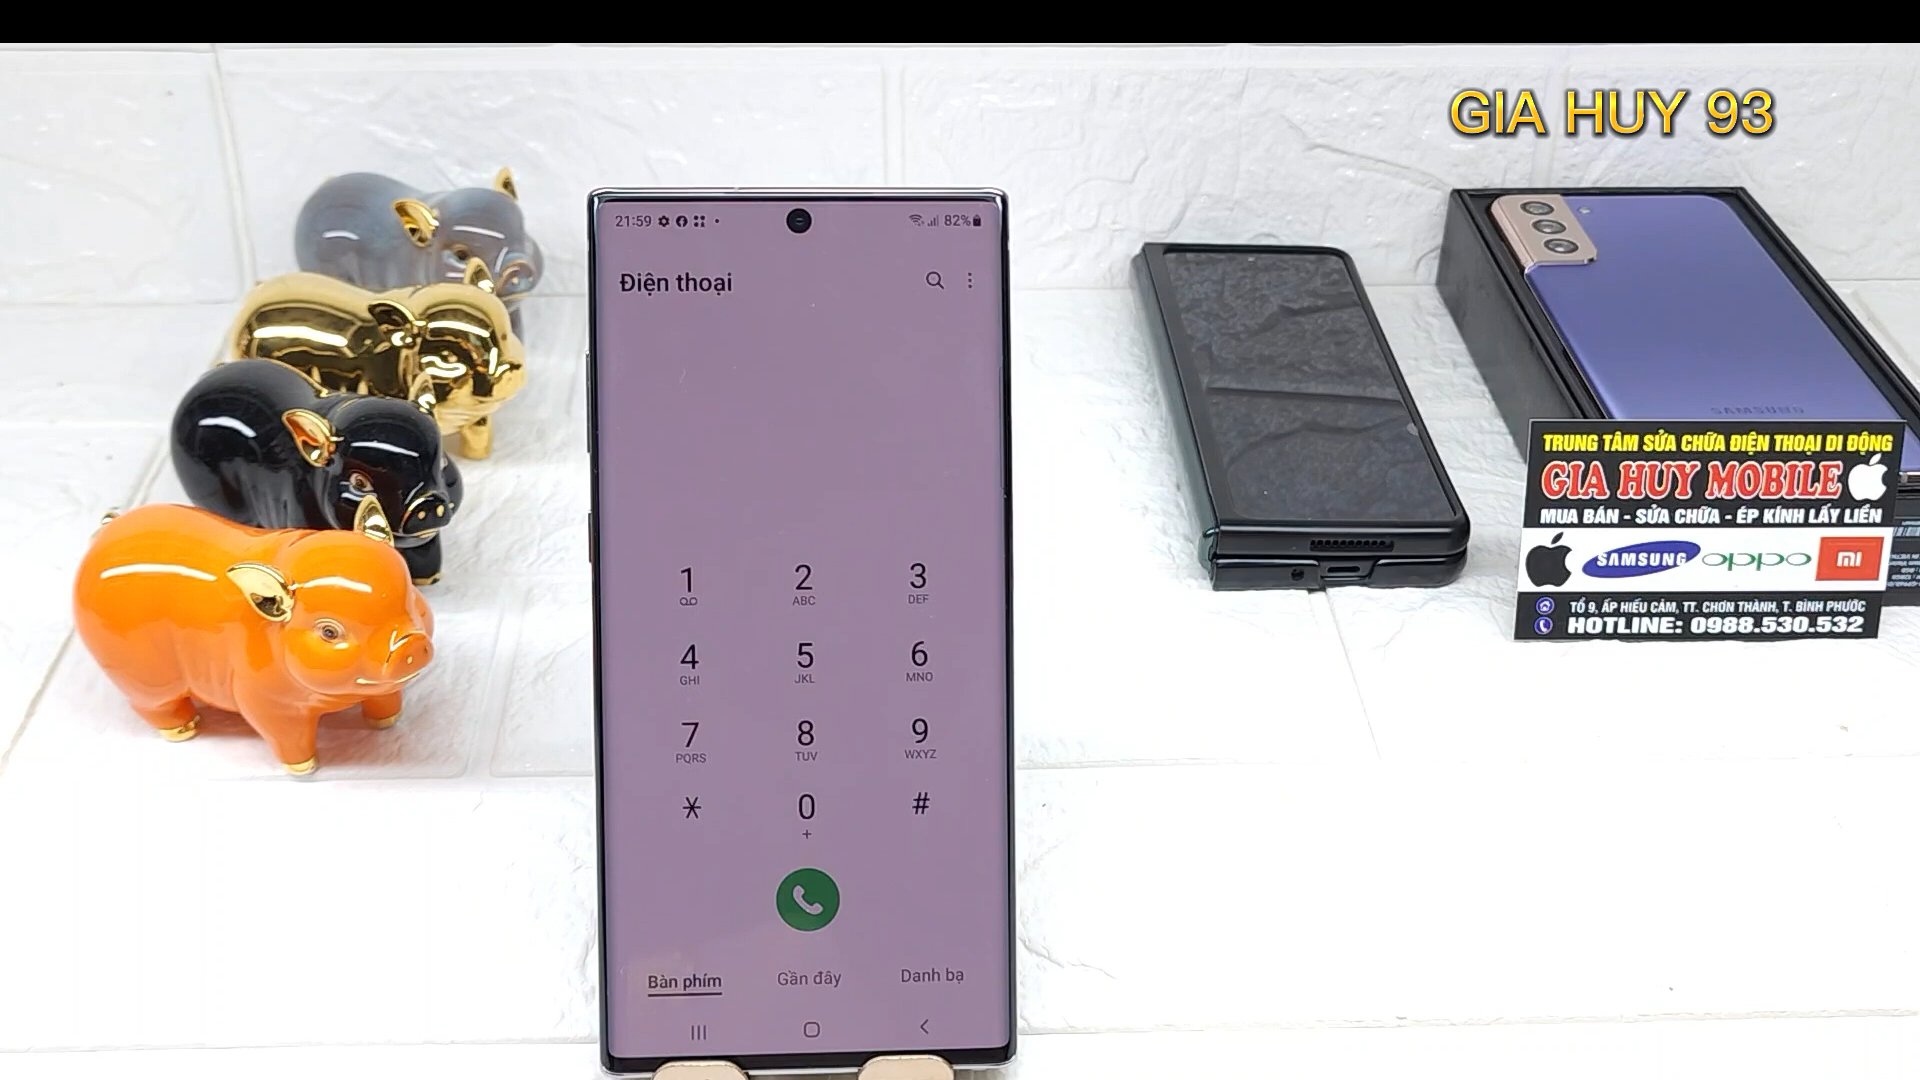 GIA HUY 93
21:59
82%
Điện thoại
1
2
ABC
3
DEF
4
GHI
5
JKL
6
MNO
7
PQRS
8
TUV
9
WXYZ
*
0
+
#
Bàn phím
Gần đây
Danh bạ
SAMSUNG
TRUNG TÂM SỬA CHỮA ĐIỆN THOẠI DI ĐỘNG
GIA HUY MOBILE
MUA BÁN - SỬA CHỮA - ÉP KÍNH LẤY LIỀN
SAMSUNG oppo mi
TỔ 9, ẤP HIẾU CẢM, TT. CHƠN THÀNH, T. BÌNH PHƯỚC
HOTLINE: 0988.530.532